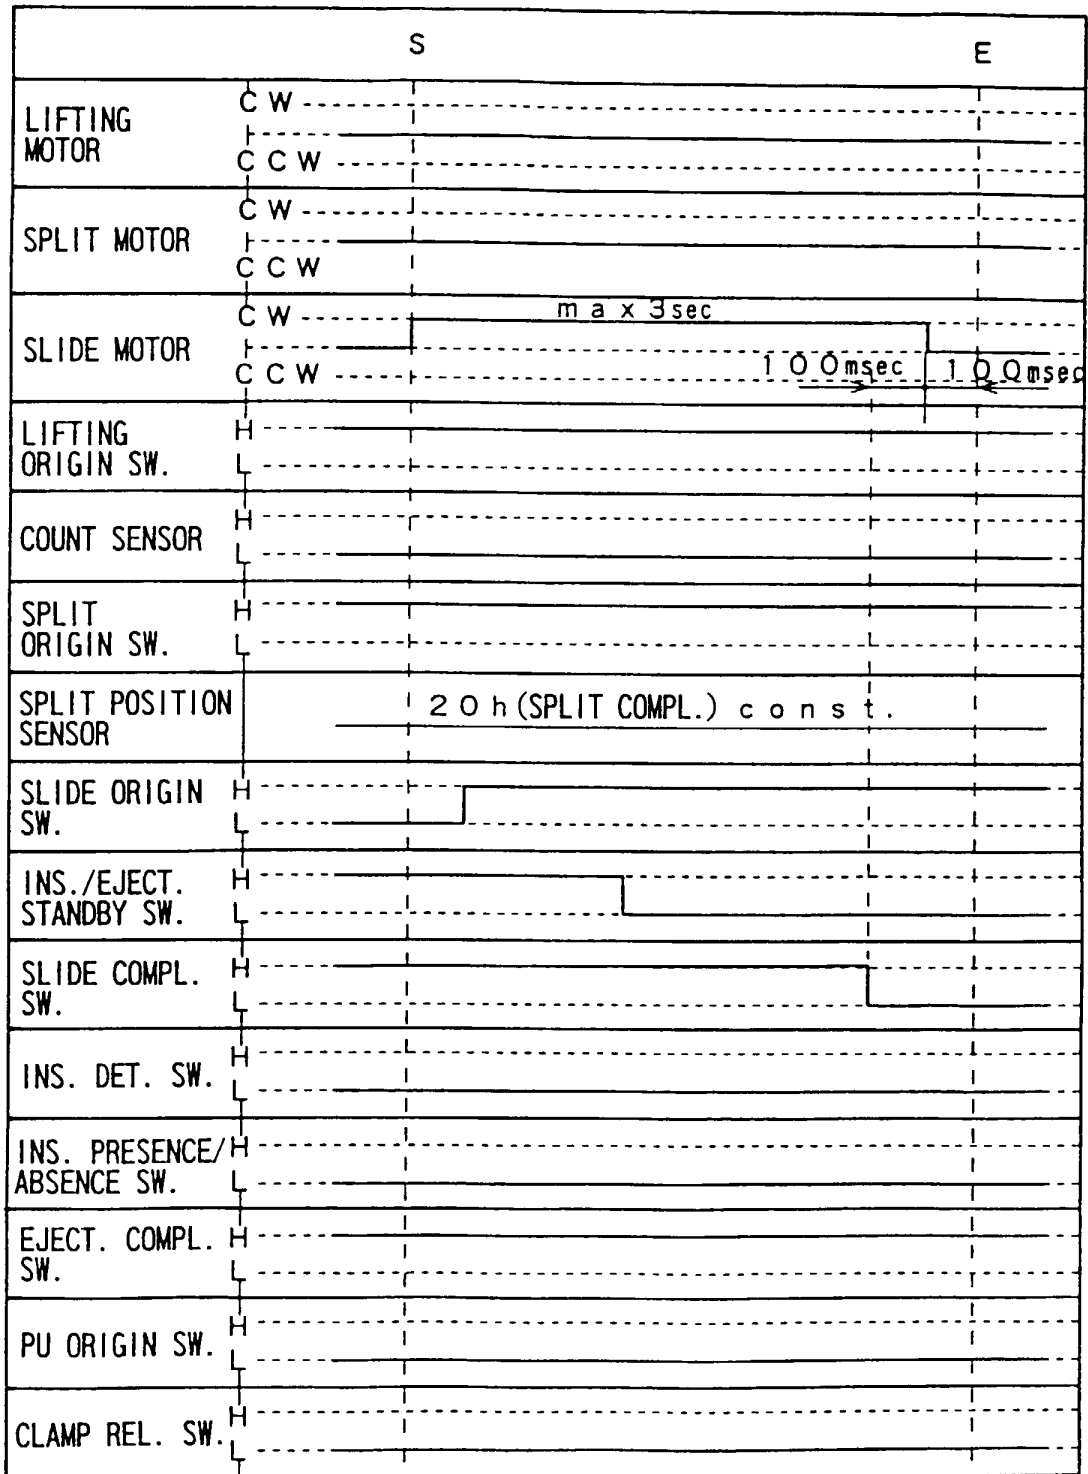 S E
LIFTING
MOTOR
CW
CCW
SPLIT MOTOR
CW
CCW
SLIDE MOTOR
CW
max 3sec
CCW
100msec 100msec
LIFTING
ORIGIN SW.
H
L
COUNT SENSOR
H
L
SPLIT
ORIGIN SW.
H
L
SPLIT POSITION
SENSOR
20h(SPLIT COMPL.) const.
SLIDE ORIGIN
SW.
H
L
INS./EJECT.
STANDBY SW.
H
L
SLIDE COMPL.
SW.
H
L
INS. DET. SW.
H
L
INS. PRESENCE/
ABSENCE SW.
H
L
EJECT. COMPL.
SW.
H
L
PU ORIGIN SW.
H
L
CLAMP REL. SW.
H
L